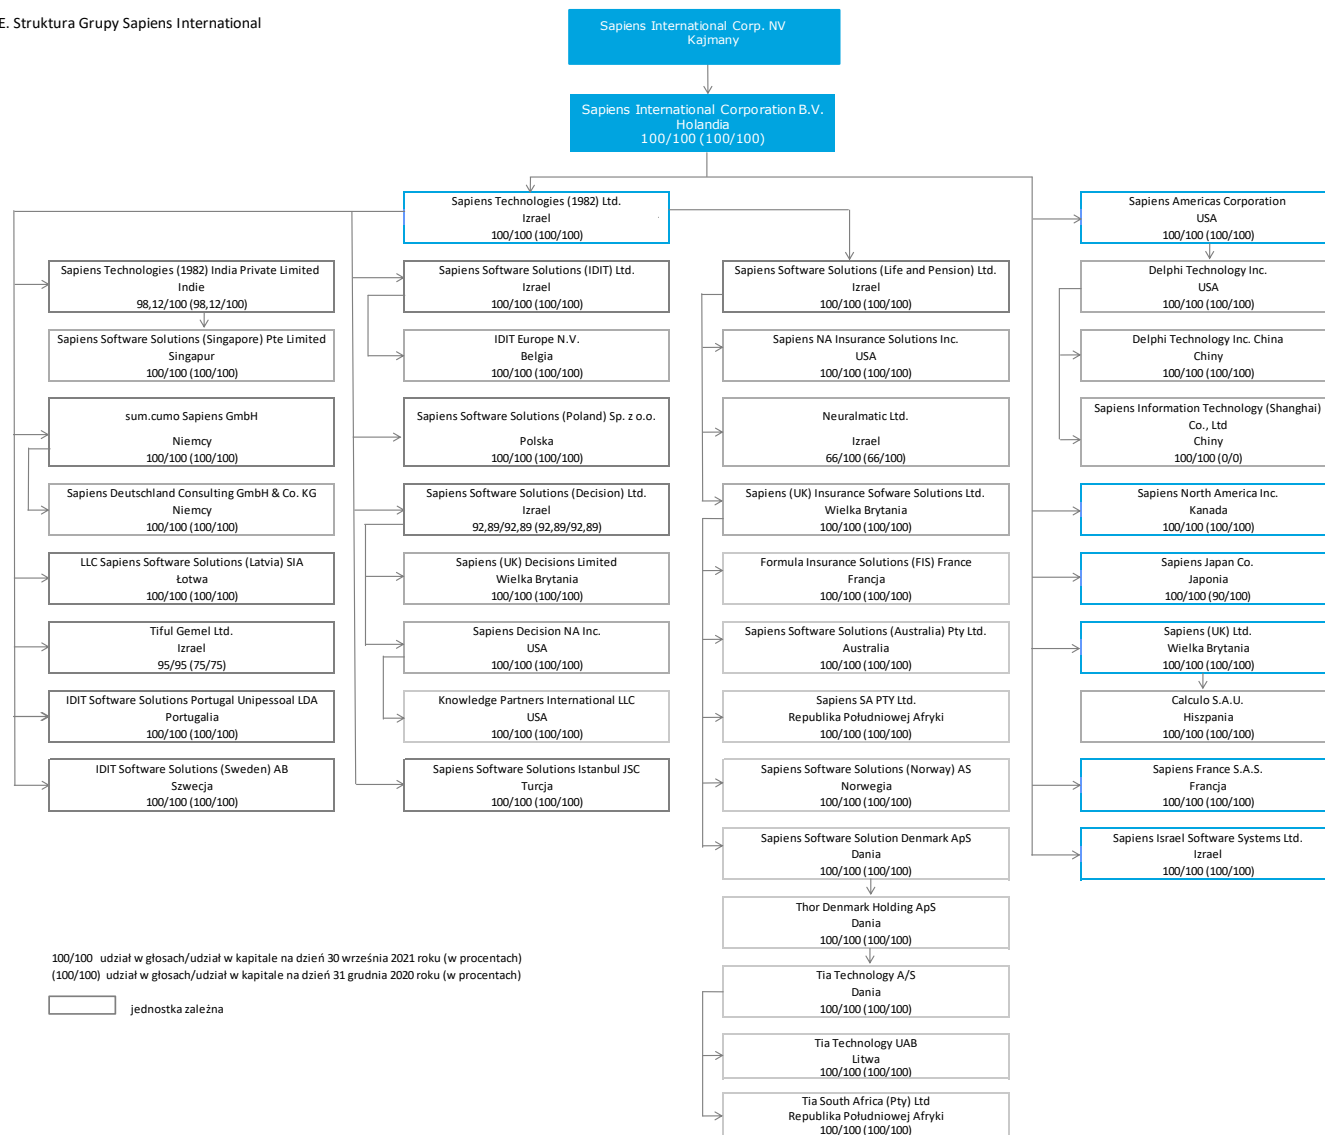 E. Struktura Grupy Sapiens International
Sapiens International Corp. NV
Kajmany
Sapiens International Corporation B.V.
Holandia
100/100 (100/100)
Sapiens Technologies (1982) Ltd.
Izrael
100/100 (100/100)
Sapiens Americas Corporation
USA
100/100 (100/100)
Sapiens Technologies (1982) India Private Limited
Indie
98,12/100 (98,12/100)
Sapiens Software Solutions (Singapore) Pte Limited
Singapur
100/100 (100/100)
sum.cumo Sapiens GmbH
Niemcy
100/100 (100/100)
Sapiens Deutschland Consulting GmbH & Co. KG
Niemcy
100/100 (100/100)
LLC Sapiens Software Solutions (Latvia) SIA
Łotwa
100/100 (100/100)
Tiful Gemel Ltd.
Izrael
95/95 (75/75)
IDIT Software Solutions Portugal Unipessoal LDA
Portugalia
100/100 (100/100)
IDIT Software Solutions (Sweden) AB
Szwecja
100/100 (100/100)
Sapiens Software Solutions (IDIT) Ltd.
Izrael
100/100 (100/100)
IDIT Europe N.V.
Belgia
100/100 (100/100)
Sapiens Software Solutions (Poland) Sp. z o.o.
Polska
100/100 (100/100)
Sapiens Software Solutions (Decision) Ltd.
Izrael
92,89/92,89 (92,89/92,89)
Sapiens (UK) Decisions Limited
Wielka Brytania
100/100 (100/100)
Sapiens Decision NA Inc.
USA
100/100 (100/100)
Knowledge Partners International LLC
USA
100/100 (100/100)
Sapiens Software Solutions Istanbul JSC
Turcja
100/100 (100/100)
Sapiens Software Solutions (Life and Pension) Ltd.
Izrael
100/100 (100/100)
Sapiens NA Insurance Solutions Inc.
USA
100/100 (100/100)
Neuralmatic Ltd.
Izrael
66/100 (66/100)
Sapiens (UK) Insurance Sofware Solutions Ltd.
Wielka Brytania
100/100 (100/100)
Formula Insurance Solutions (FIS) France
Francja
100/100 (100/100)
Sapiens Software Solutions (Australia) Pty Ltd.
Australia
100/100 (100/100)
Sapiens SA PTY Ltd.
Republika Południowej Afryki
100/100 (100/100)
Sapiens Software Solutions (Norway) AS
Norwegia
100/100 (100/100)
Sapiens Software Solution Denmark ApS
Dania
100/100 (100/100)
Thor Denmark Holding ApS
Dania
100/100 (100/100)
Tia Technology A/S
Dania
100/100 (100/100)
Tia Technology UAB
Litwa
100/100 (100/100)
Tia South Africa (Pty) Ltd
Republika Południowej Afryki
100/100 (100/100)
Delphi Technology Inc.
USA
100/100 (100/100)
Delphi Technology Inc. China
Chiny
100/100 (100/100)
Sapiens Information Technology (Shanghai)
Co., Ltd
Chiny
100/100 (0/0)
Sapiens North America Inc.
Kanada
100/100 (100/100)
Sapiens Japan Co.
Japonia
100/100 (90/100)
Sapiens (UK) Ltd.
Wielka Brytania
100/100 (100/100)
Calculo S.A.U.
Hiszpania
100/100 (100/100)
Sapiens France S.A.S.
Francja
100/100 (100/100)
Sapiens Israel Software Systems Ltd.
Izrael
100/100 (100/100)
100/100 udział w głosach/udział w kapitale na dzień 30 września 2021 roku (w procentach)
(100/100) udział w głosach/udział w kapitale na dzień 31 grudnia 2020 roku (w procentach)
jednostka zależna